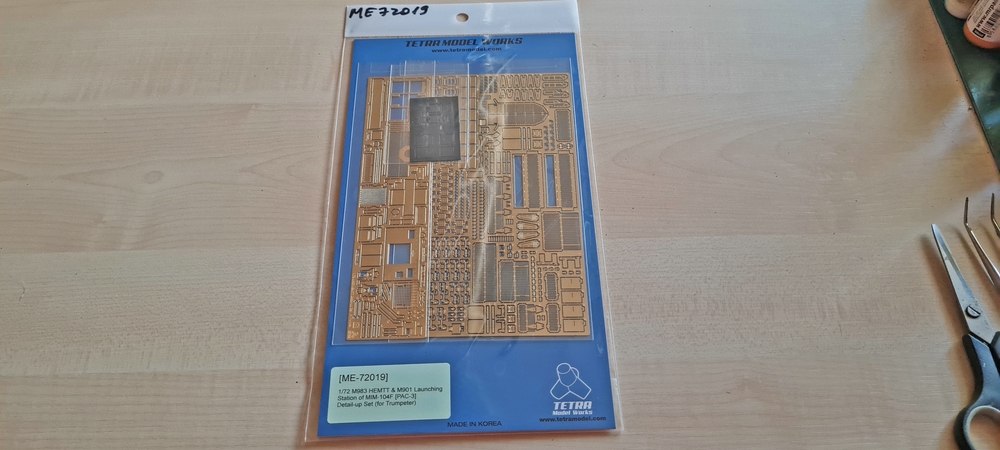 ME72019
TETRA MODEL WORKS
www.tetramodel.com
[ME-72019]
1/72 M983 HEMTT & M901 Launching
Station of MIM-104F [PAC-3]
Detail-up Set (for Trumpeter)
TETRA
Model Works
www.tetramodel.com
MADE IN KOREA